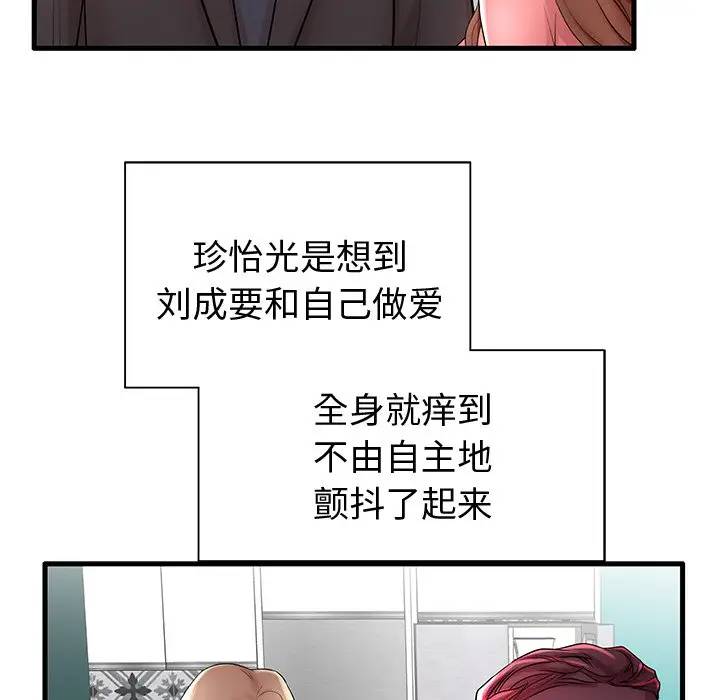 珍怡光是想到
刘成要和自己做爱
全身就痒到
不由自主地
颤抖了起来